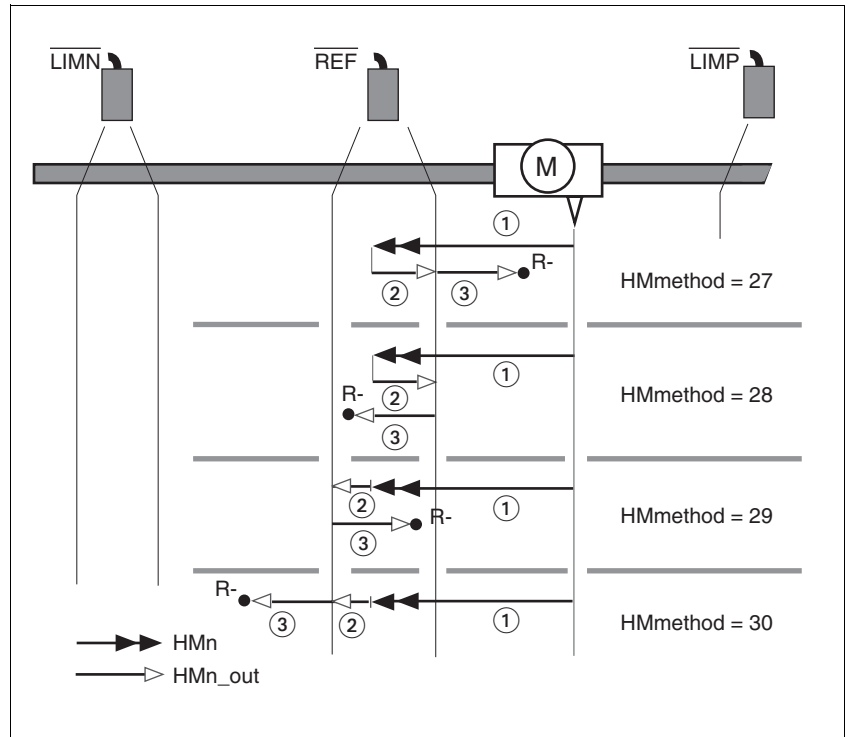 LIMN REF LIMP
M
①
R-
② ③
HMmethod = 27
①
②
R-
③
HMmethod = 28
② ①
R-
③
HMmethod = 29
R-
③ ② ①
HMmethod = 30
HMn
HMn_out